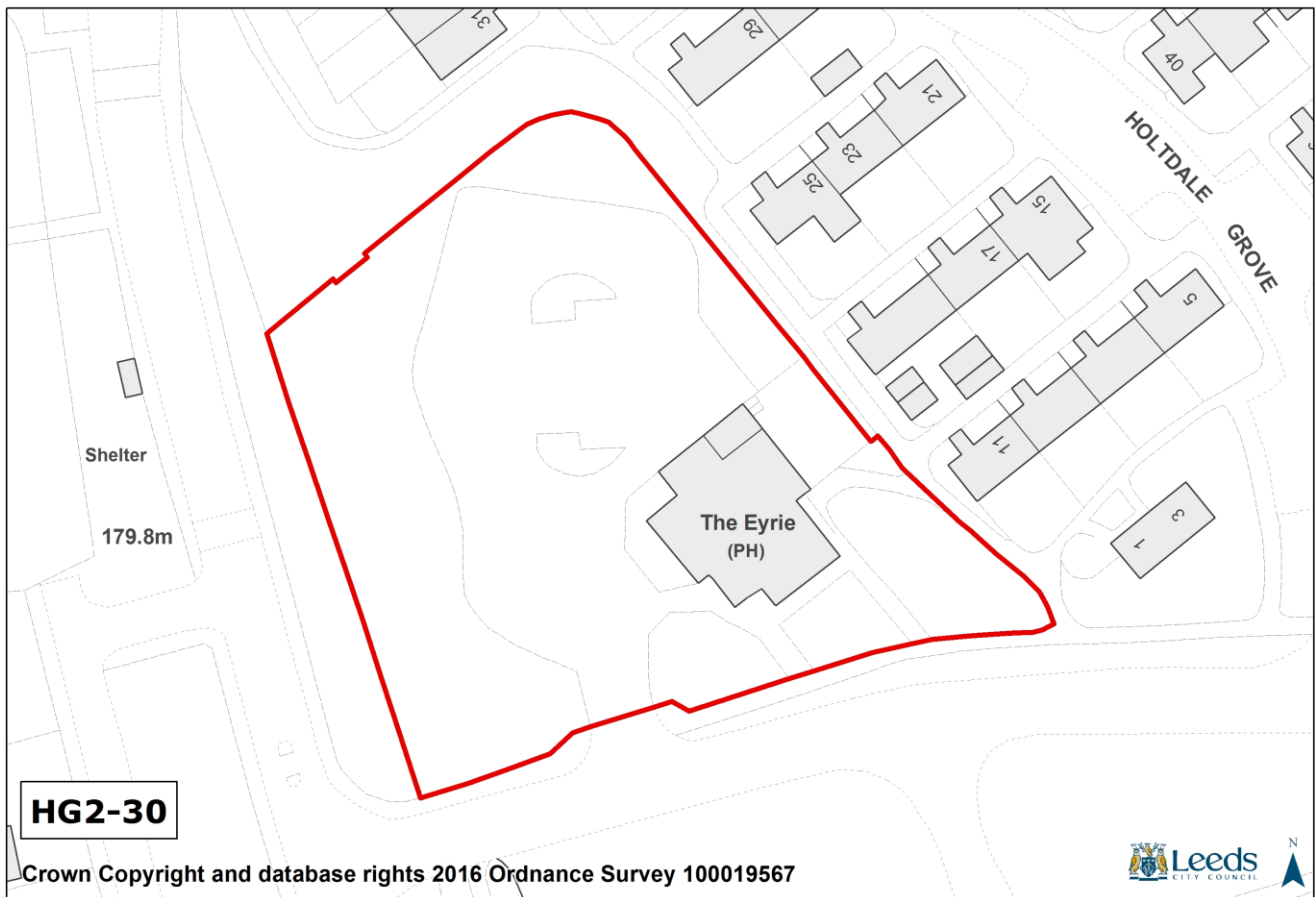 31
29
04
21
HOLTDALE
23
25
15
GROVE
17
5
Shelter
11
3
The Eyrie
179.8m
1
(PH)
HG2-30
Crown Copyright and database rights 2016 Ordnance Survey 100019567
Leeds
CITY COUNCIL
N